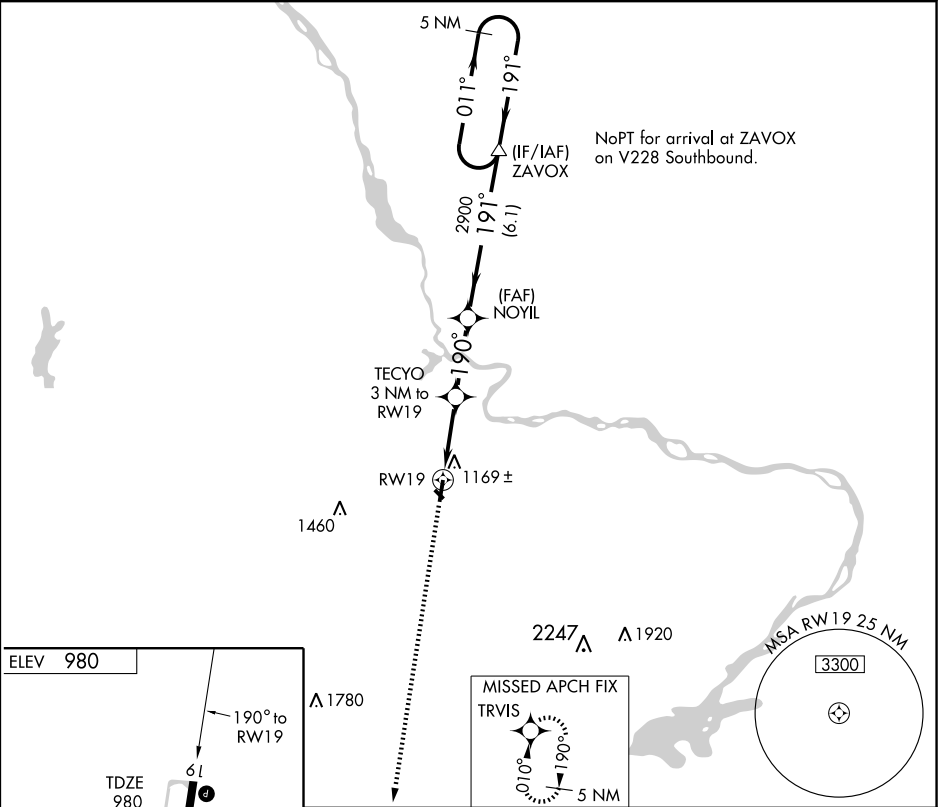 5 NM
011°
191°
(IF/IAF)
ZAVOX
NoPT for arrival at ZAVOX
on V228 Southbound.
2900
191°
(6.1)
(FAF)
NOYIL
190°
TECYO
3 NM to
RW19
RW19
1169 ±
1460
2247
1920
MSA RW19 25 NM
3300
ELEV 980
190° to
RW19
19
TDZE
980
P
1780
MISSED APCH FIX
TRVIS
010°
190°
5 NM